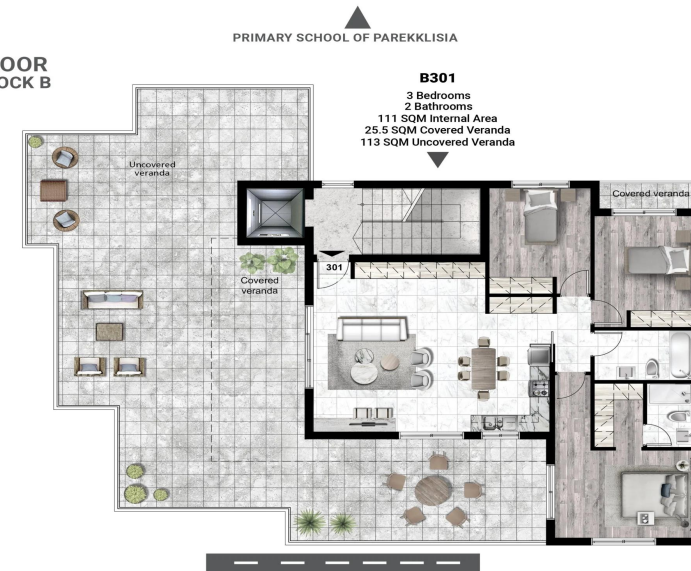 PRIMARY SCHOOL OF PAREKKLISIA
OOR
OCK B
B301
3 Bedrooms
2 Bathrooms
111 SQM Internal Area
25.5 SQM Covered Veranda
113 SQM Uncovered Veranda
Uncovered
veranda
Covered veranda
301
Covered
veranda